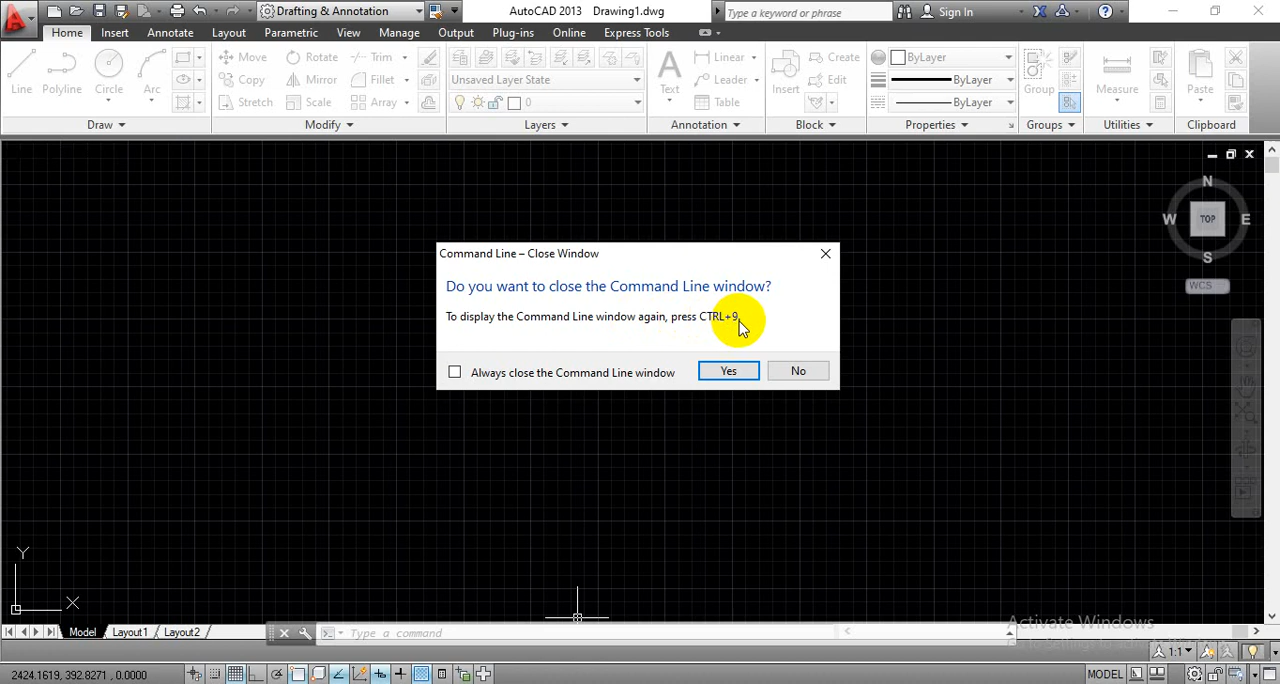 Drafting & Annotation
AutoCAD 2013 Drawing1.dwg
Type a keyword or phrase
Sign In
Home Insert Annotate Layout Parametric View Manage Output Plug-ins Online Express Tools
Line Polyline Circle Arc
Move Rotate Trim
Copy Mirror Fillet
Stretch Scale Array
Unsaved Layer State
0
Text
Linear
Leader
Table
Insert
Create
Edit
ByLayer
ByLayer
ByLayer
Group
Measure
Paste
Draw Modify Layers Annotation Block Properties Groups Utilities Clipboard
N
W TOP E
S
WCS
Command Line – Close Window
Do you want to close the Command Line window?
To display the Command Line window again, press CTRL+9.
Always close the Command Line window Yes No
Y
X
Activate Windows
Model Layout1 Layout2
Type a command
1:1
2424.1619, 392.8271 , 0.0000
MODEL